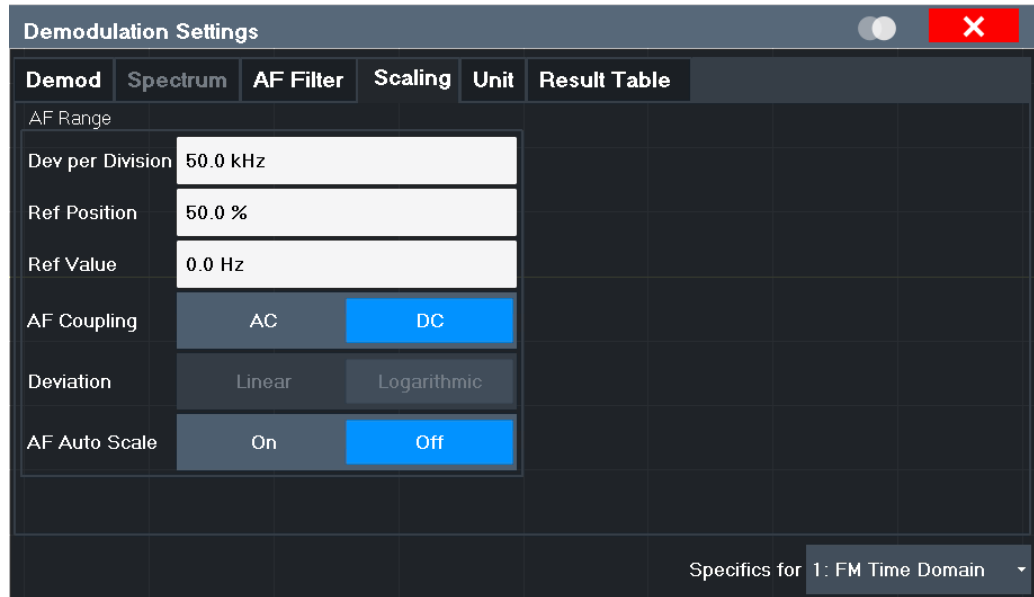 Demodulation Settings
Demod Spectrum AF Filter Scaling Unit Result Table
AF Range
Dev per Division 50.0 kHz
Ref Position 50.0 %
Ref Value 0.0 Hz
AF Coupling AC DC
Deviation Linear Logarithmic
AF Auto Scale On Off
Specifics for 1: FM Time Domain